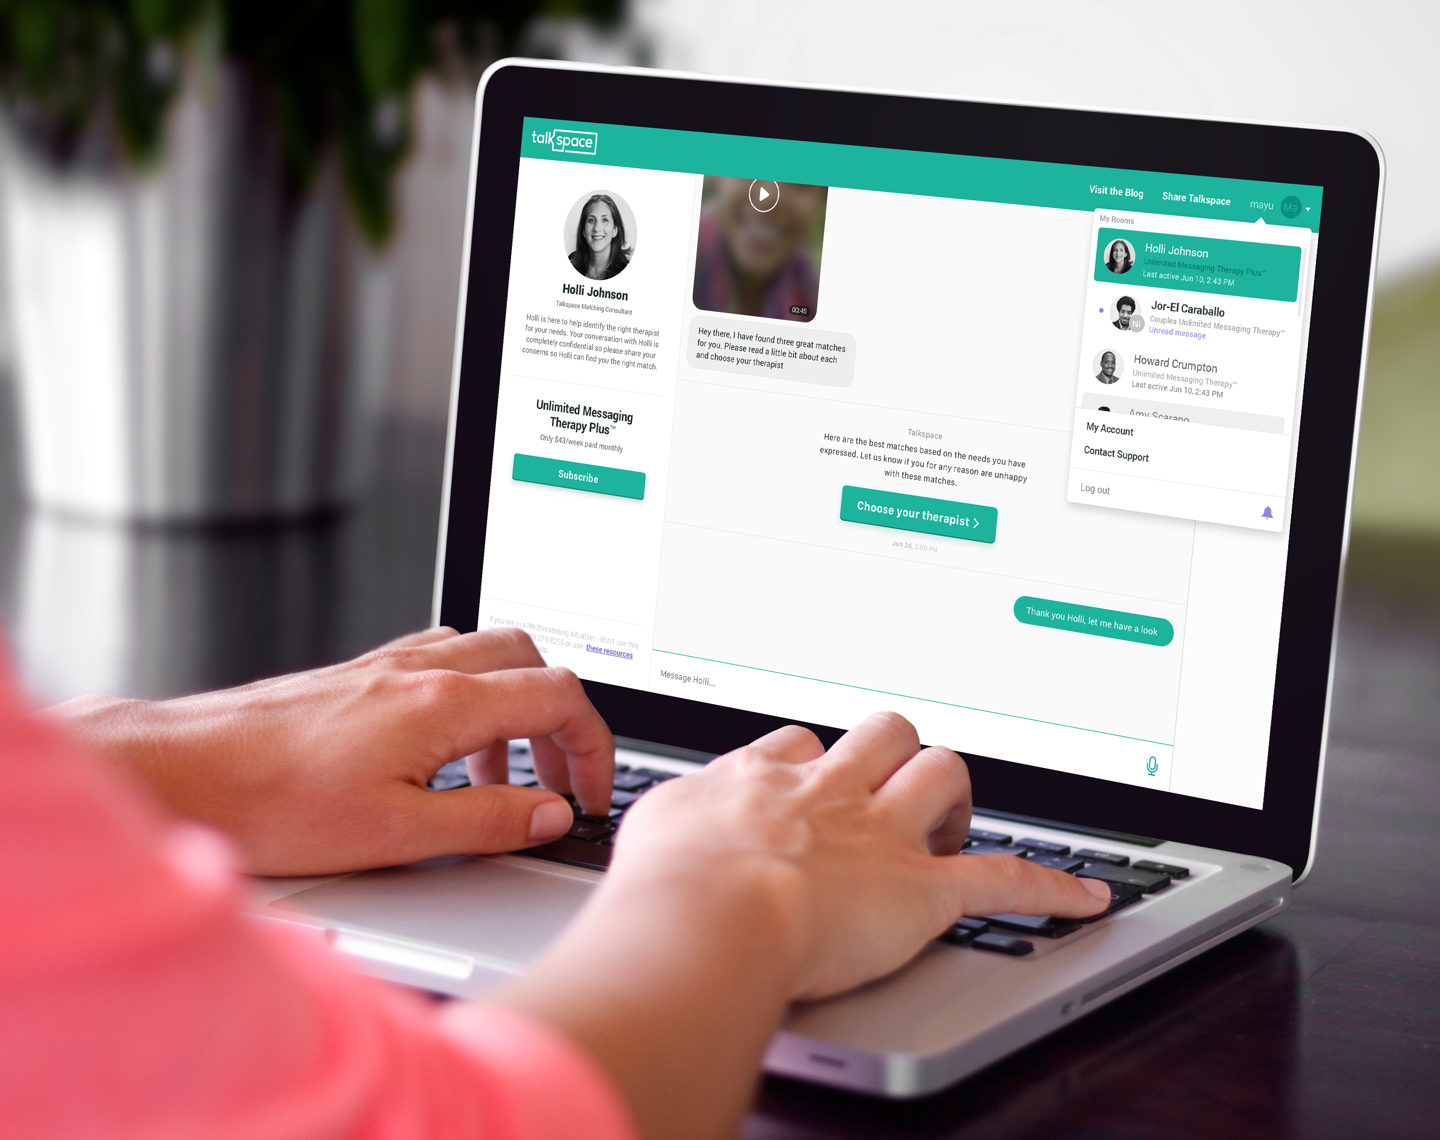 talkspace
Visit the Blog
Share Talkspace
mayu
Ma
Holli Johnson
Talkspace Matching Consultant
Holli is here to help identify the right therapist
for your needs. Your conversation with Holli is
completely confidential so please share your
concerns so Holli can find you the right match.
Unlimited Messaging
Therapy Plus™
Only $43/week paid monthly
Subscribe
If you are in a life threatening situation - don't use this
273-8255 or use these resources
00:45
Hey there, I have found three great matches
for you. Please read a little bit about each
and choose your therapist
Talkspace
Here are the best matches based on the needs you have
expressed. Let us know if you for any reason are unhappy
with these matches.
Choose your therapist
Jun 24, 2:00 PM
Thank you Holli, let me have a look
Message Holli...
My Rooms
Holli Johnson
Unlimited Messaging Therapy Plus™
Last active Jun 10, 2:43 PM
Jor-El Caraballo
NI
Couples Unlimited Messaging Therapy™
Unread message
Howard Crumpton
Unlimited Messaging Therapy™
Last active Jun 10, 2:43 PM
Amy Scarano
My Account
Contact Support
Log out